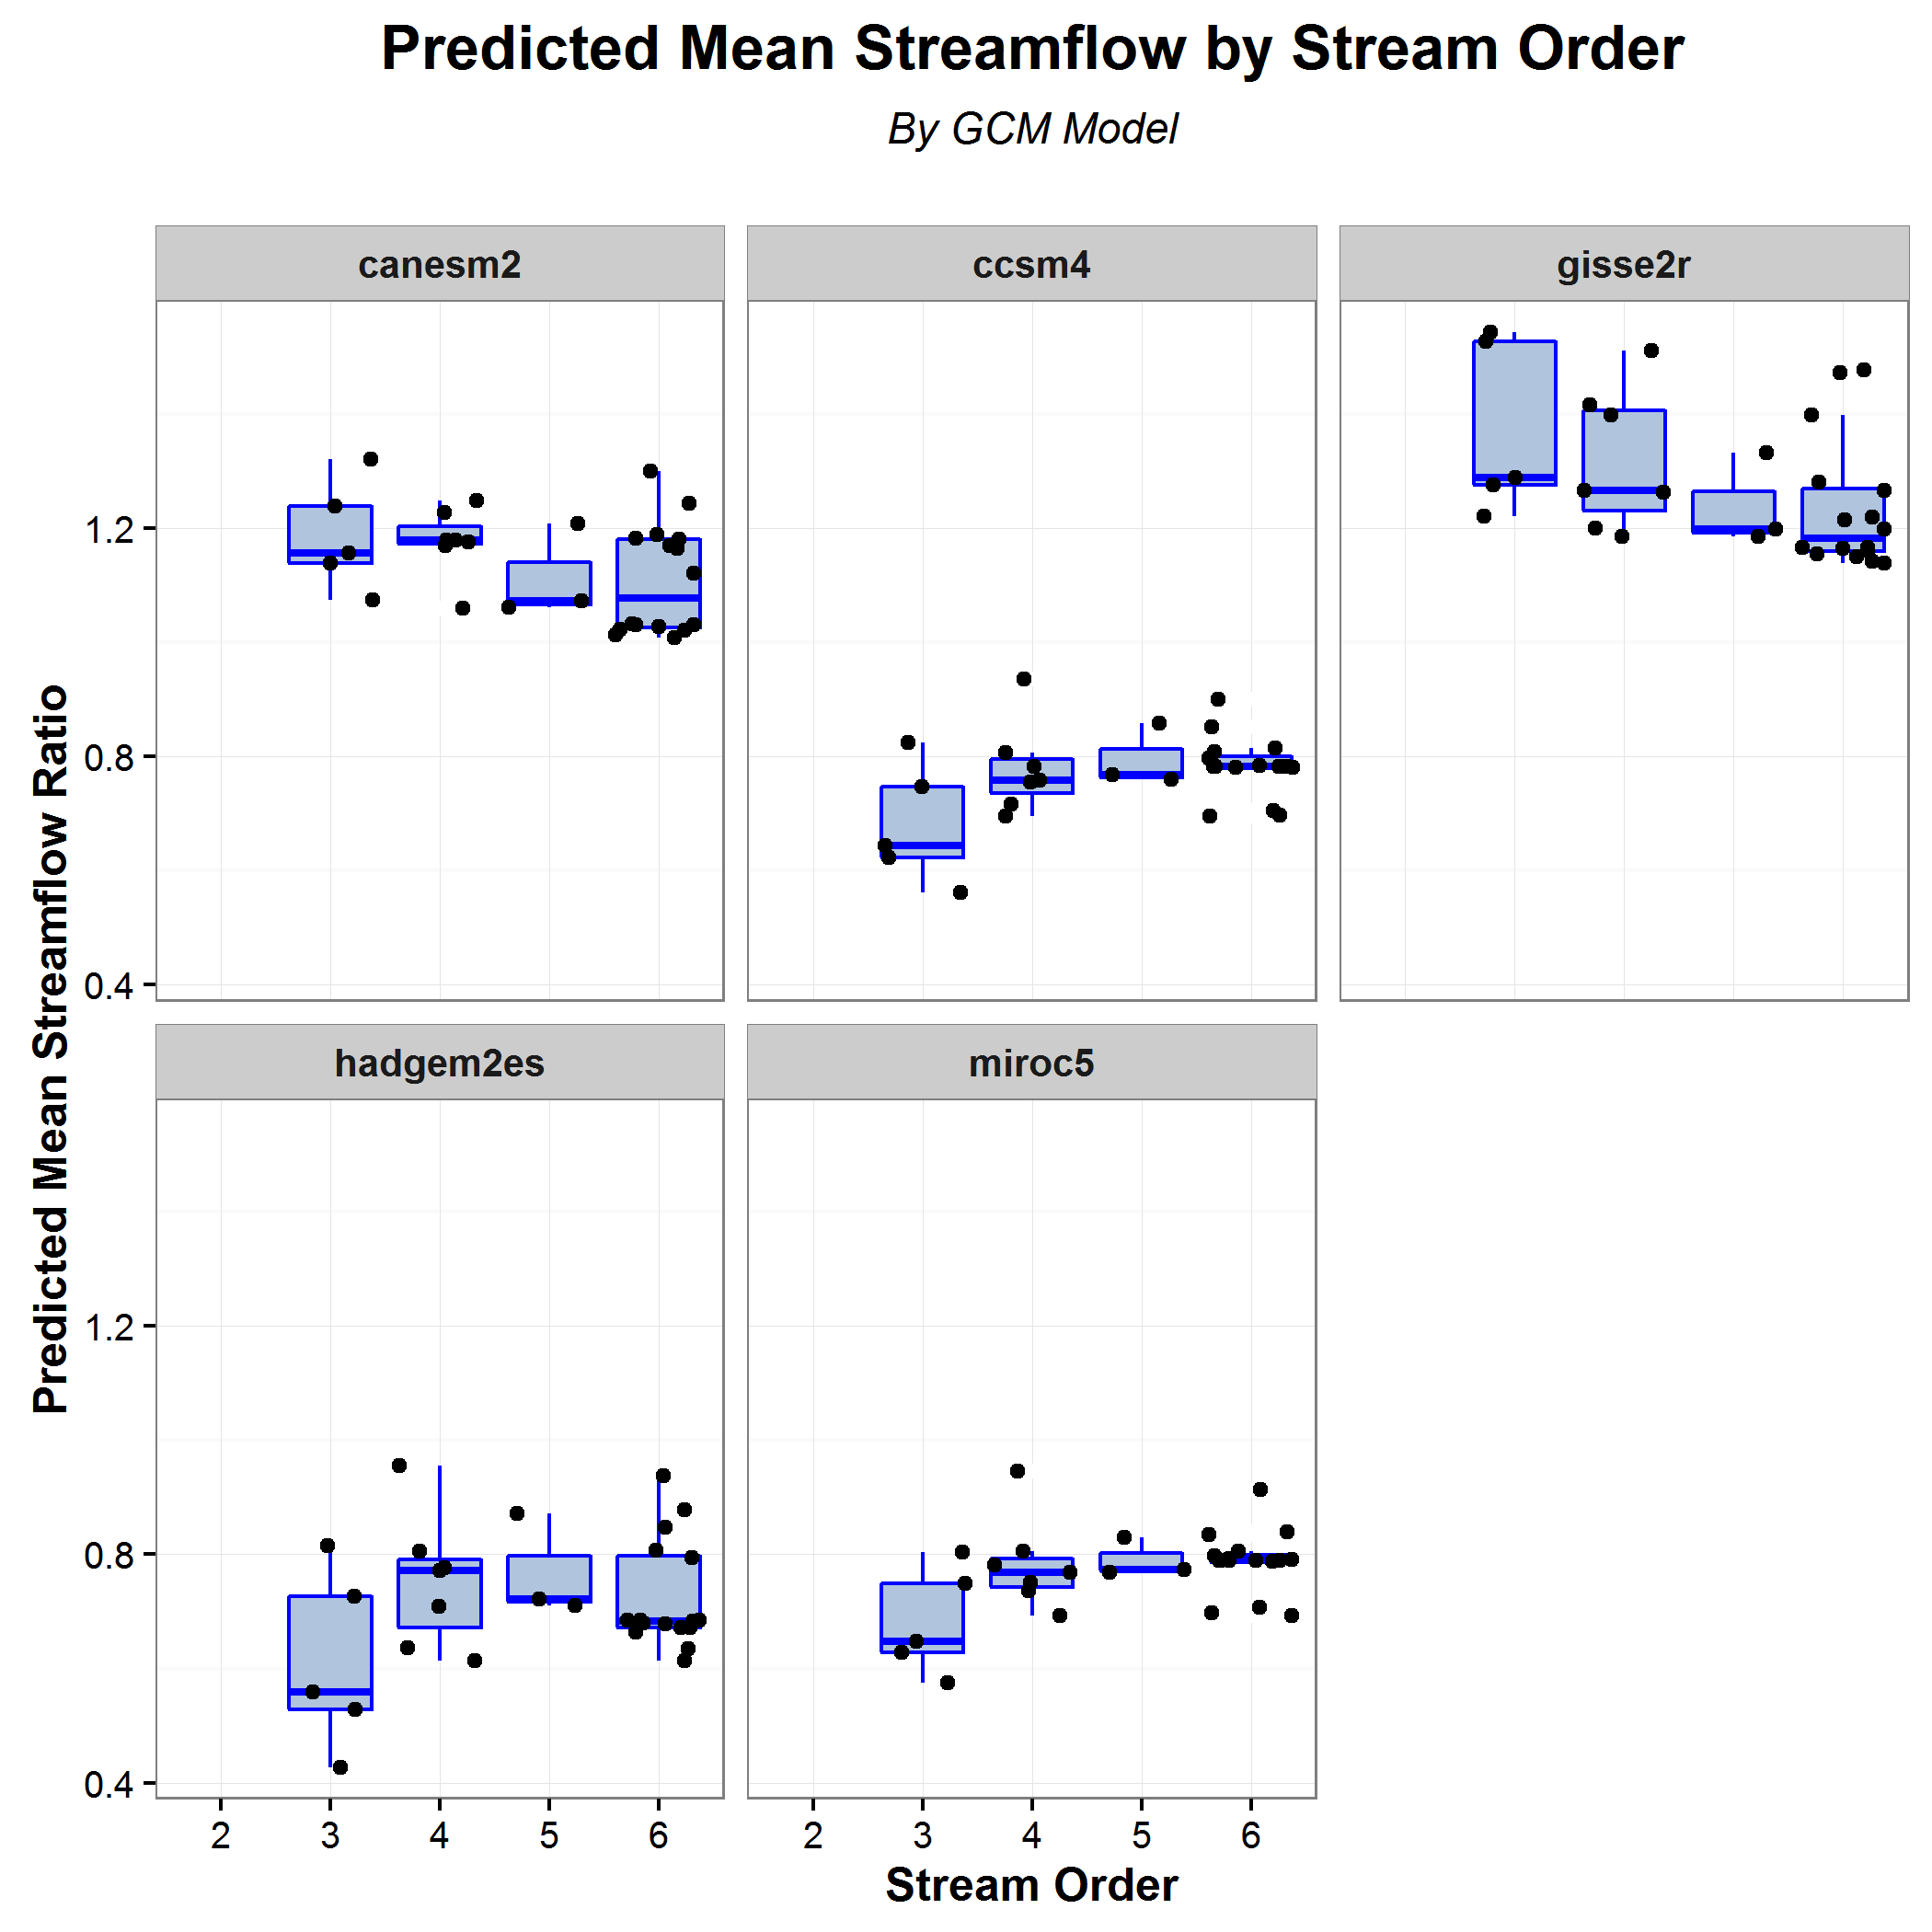 Predicted Mean Streamflow by Stream Order
By GCM Model
canesm2
ccsm4
gisse2r
1.2
0.8
0.4
Predicted Mean Streamflow Ratio
hadgem2es
miroc5
1.2
0.8
0.4
2 3 4 5 6
2 3 4 5 6
Stream Order